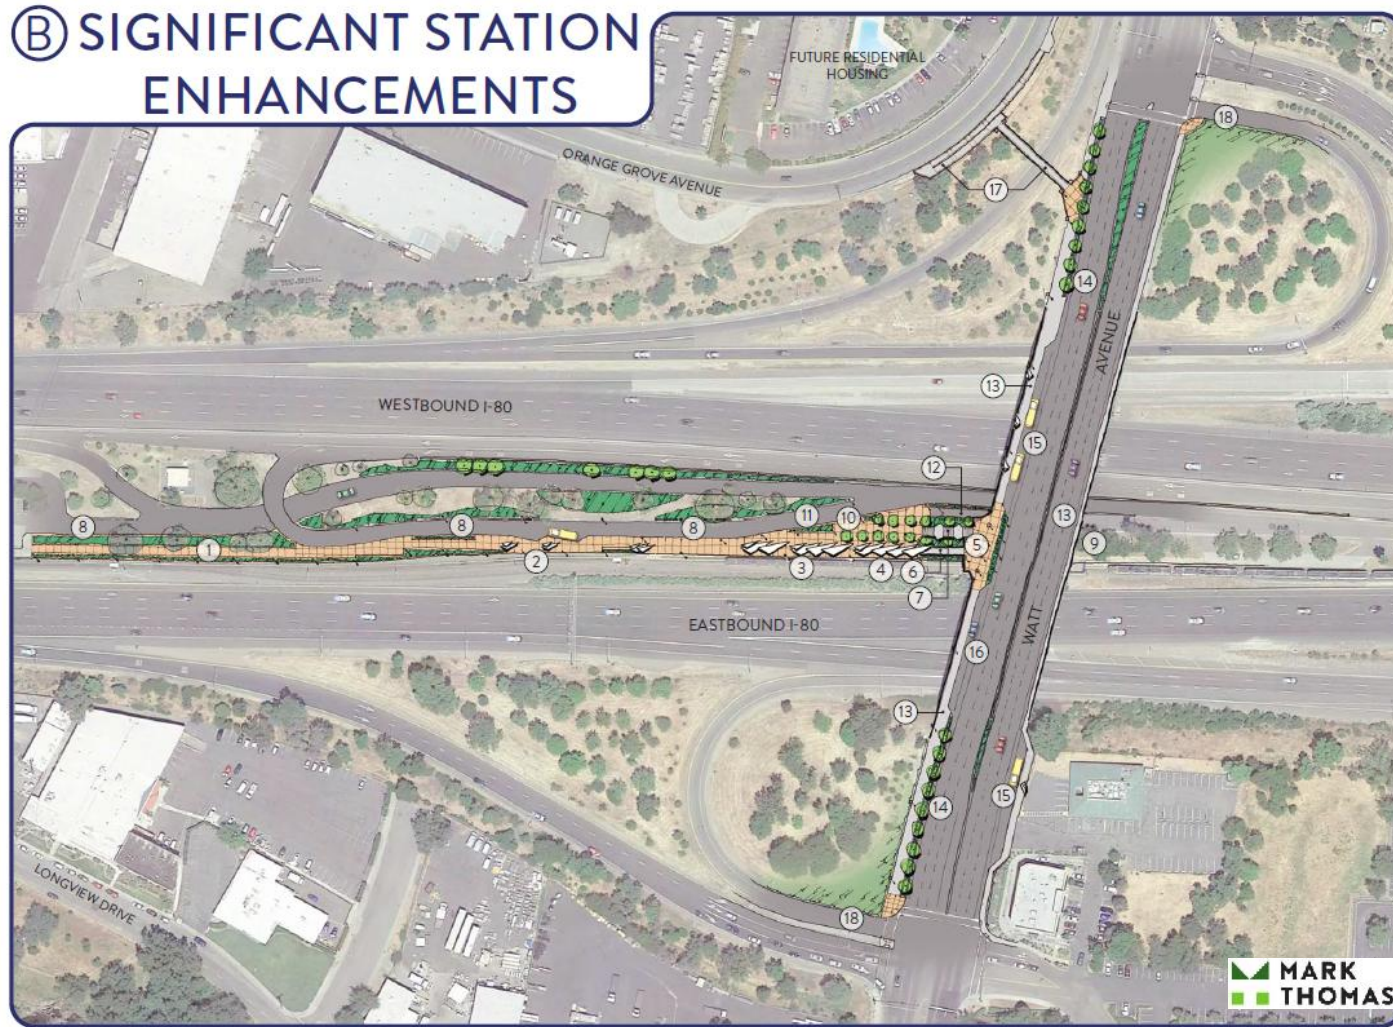 B SIGNIFICANT STATION
ENHANCEMENTS
FUTURE RESIDENTIAL
HOUSING
18
ORANGE GROVE AVENUE
17
14
AVENUE
13
WESTBOUND I-80
15
12
8
8
8
11
10
13
1
2
3
4
6
5
9
7
EASTBOUND I-80
WATT
16
13
15
14
LONGVIEW DRIVE
18
MARK
THOMAS